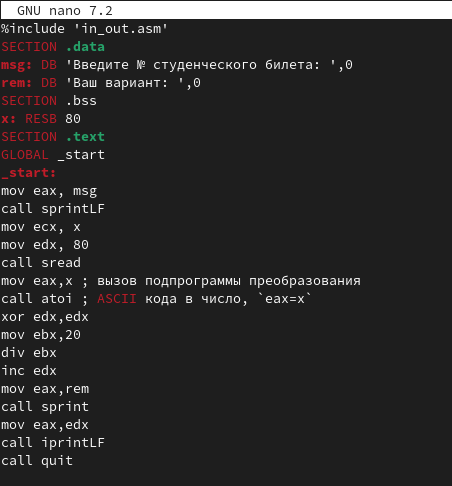 GNU nano 7.2
%include 'in_out.asm'
SECTION .data
msg: DB 'Введите № студенческого билета: ',0
rem: DB 'Ваш вариант: ',0
SECTION .bss
x: RESB 80
SECTION .text
GLOBAL _start
_start:
mov eax, msg
call sprintLF
mov ecx, x
mov edx, 80
call sread
mov eax,x ; вызов подпрограммы преобразования
call atoi ; ASCII кода в число, `eax=x`
xor edx,edx
mov ebx,20
div ebx
inc edx
mov eax,rem
call sprint
mov eax,edx
call iprintLF
call quit